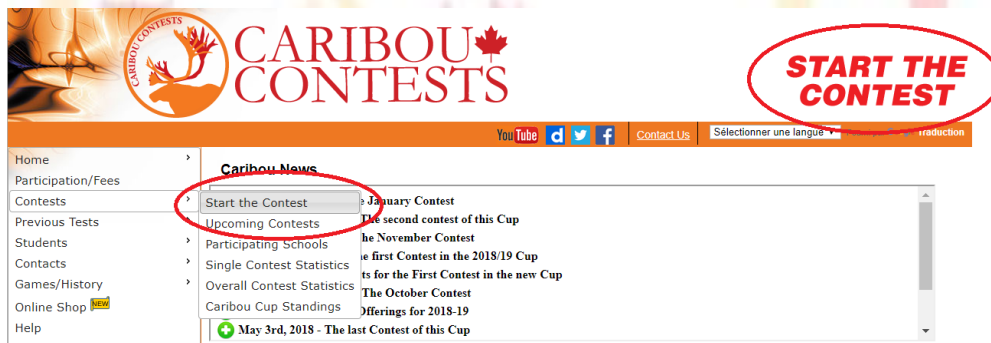 CARIBOU CONTESTS
CARIBOU
CONTESTS
START THE
CONTEST
YouTube
Contact Us
Sélectionner une langue
Traduction
Home
Participation/Fees
Contests
Previous Tests
Students
Contacts
Games/History
Online Shop NEW
Help
Start the Contest
Upcoming Contests
Participating Schools
Single Contest Statistics
Overall Contest Statistics
Caribou Cup Standings
Caribou News
January Contest
The second contest of this Cup
the November Contest
first Contest in the 2018/19 Cup
for the First Contest in the new Cup
The October Contest
Offerings for 2018-19
May 3rd, 2018 - The last Contest of this Cup